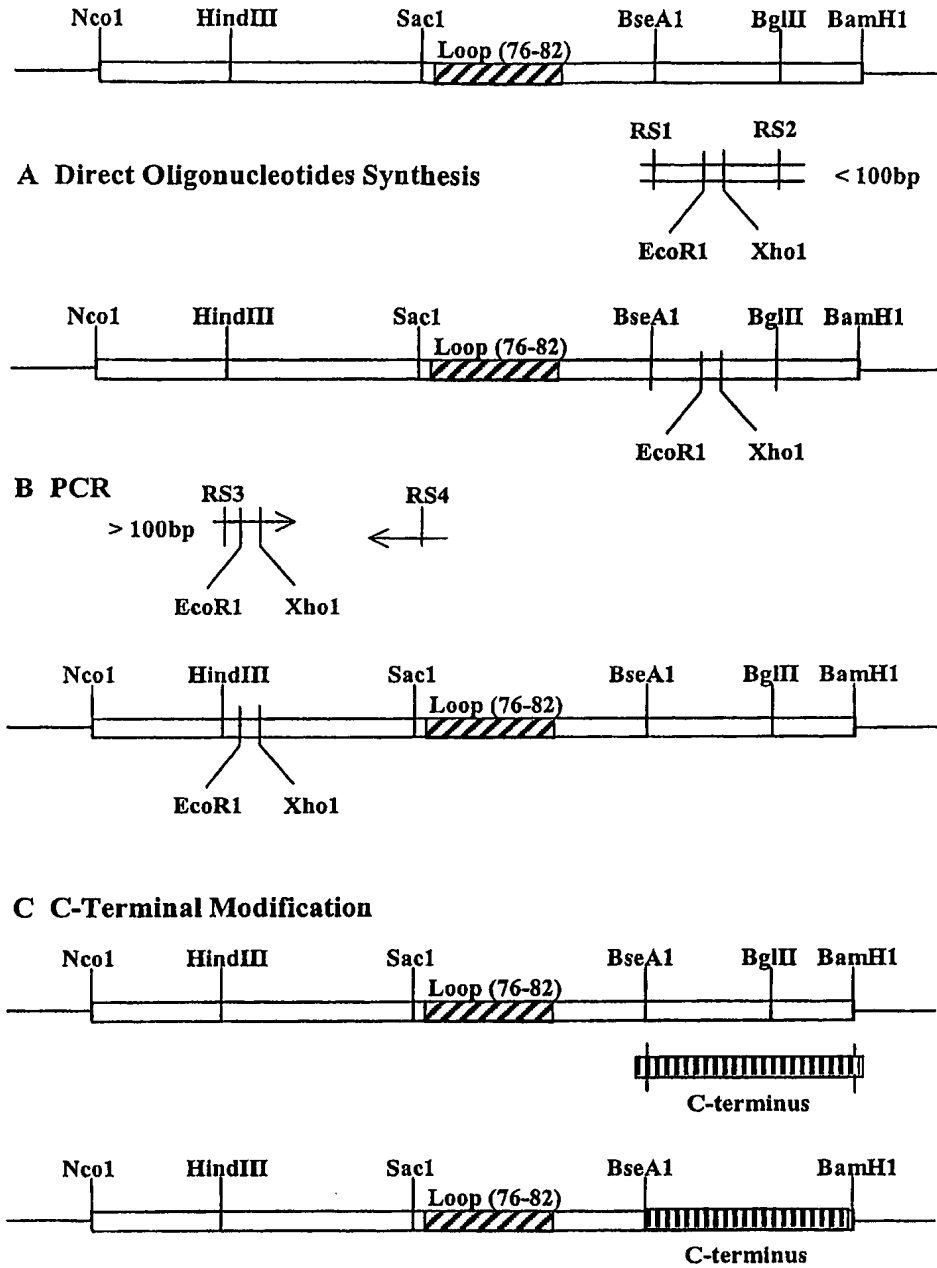 Nco1 HindIII Sac1 BseA1 BglII BamH1
Loop (76-82)
RS1 RS2
A Direct Oligonucleotides Synthesis < 100bp
EcoR1 Xho1
Nco1 HindIII Sac1 BseA1 BglII BamH1
Loop (76-82)
EcoR1 Xho1
B PCR
RS3 RS4
> 100bp
EcoR1 Xho1
Nco1 HindIII Sac1 BseA1 BglII BamH1
Loop (76-82)
EcoR1 Xho1
C C-Terminal Modification
Nco1 HindIII Sac1 BseA1 BglII BamH1
Loop (76-82)
C-terminus
Nco1 HindIII Sac1 BseA1 BamH1
Loop (76-82)
C-terminus